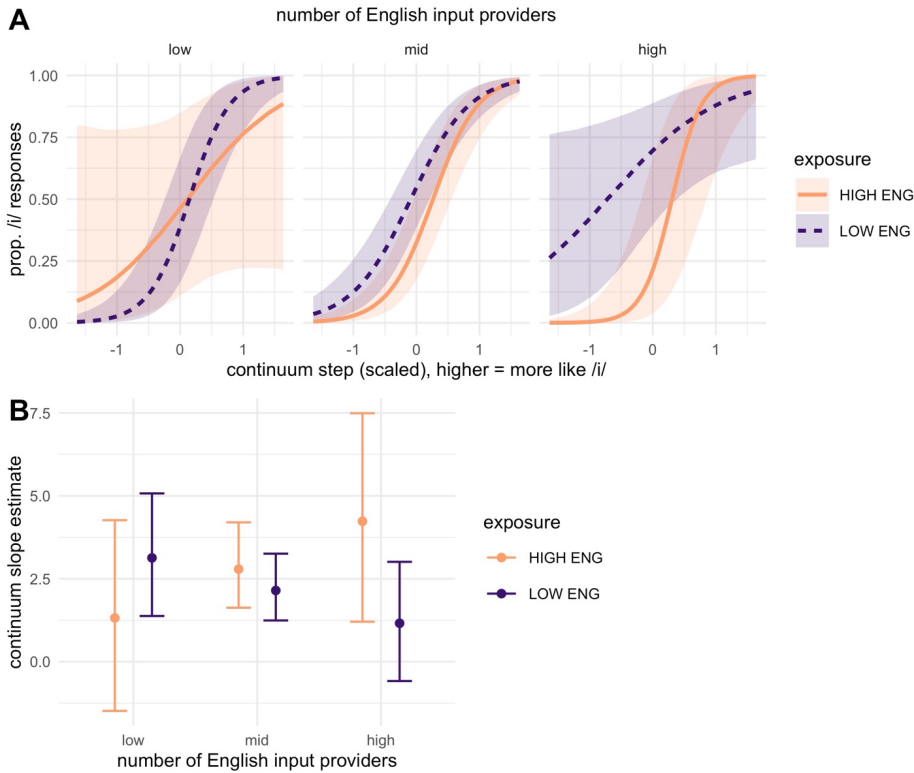 A
number of English input providers
low
mid
high
1.00
0.75
0.50
0.25
0.00
prop. /i/ responses
-1 0 1
-1 0 1
-1 0 1
continuum step (scaled), higher = more like /i/
exposure
HIGH ENG
LOW ENG
B
7.5
5.0
2.5
0.0
continuum slope estimate
low
mid
high
number of English input providers
exposure
HIGH ENG
LOW ENG